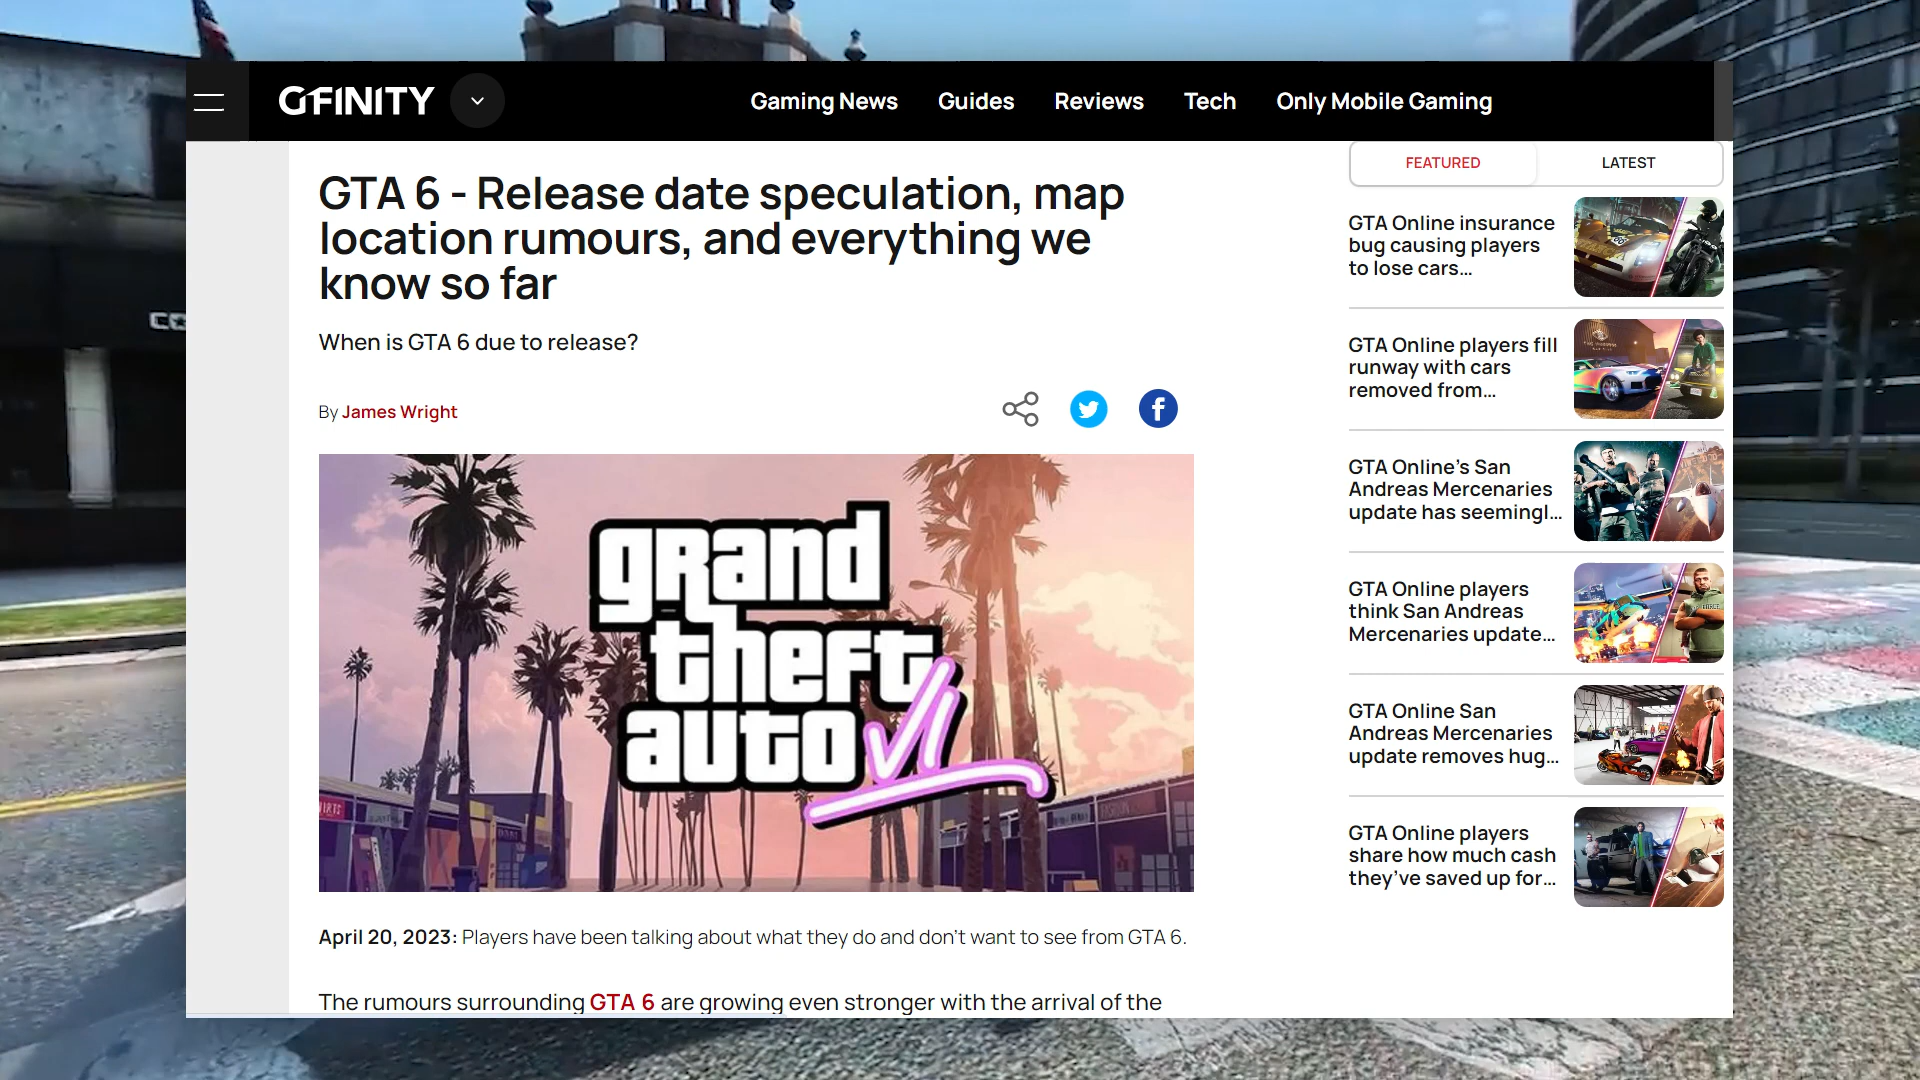 GFINITY
Gaming News Guides Reviews Tech Only Mobile Gaming
GTA 6 - Release date speculation, map
location rumours, and everything we
know so far
When is GTA 6 due to release?
By James Wright
grand
theft
auto VI
April 20, 2023: Players have been talking about what they do and don't want to see from GTA 6.
The rumours surrounding GTA 6 are growing even stronger with the arrival of the
FEATURED LATEST
GTA Online insurance
bug causing players
to lose cars...
GTA Online players fill
runway with cars
removed from...
GTA Online's San
Andreas Mercenaries
update has seemingl...
GTA Online players
think San Andreas
Mercenaries update...
GTA Online San
Andreas Mercenaries
update removes hug...
GTA Online players
share how much cash
they've saved up for...